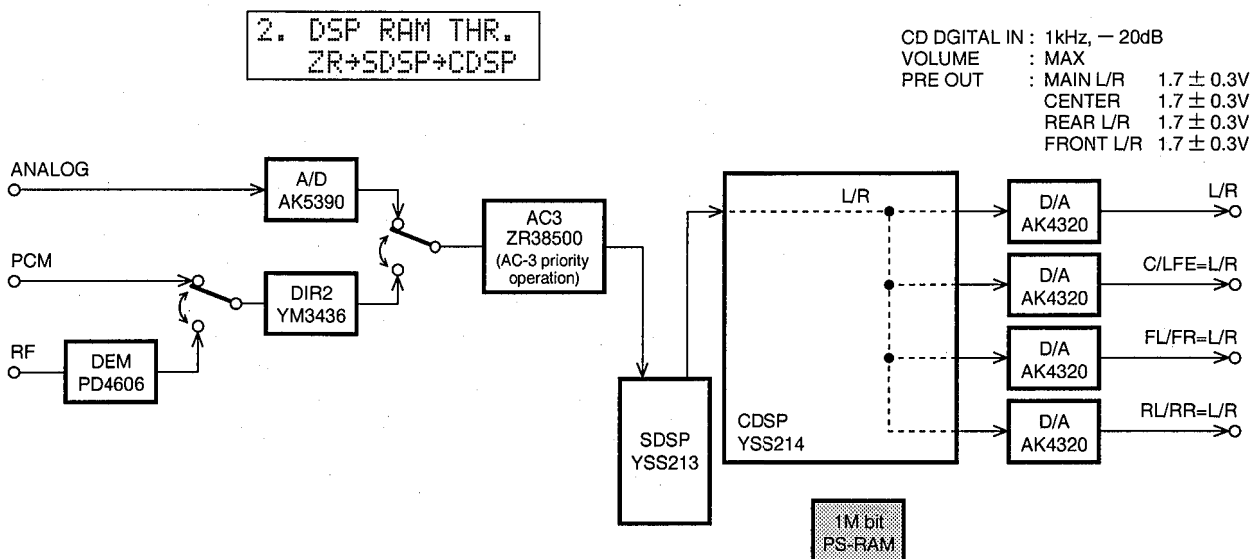 2. DSP RAM THR.
ZR→SDSP→CDSP
CD DGITAL IN : 1kHz, − 20dB
VOLUME : MAX
PRE OUT : MAIN L/R 1.7 ± 0.3V
CENTER 1.7 ± 0.3V
REAR L/R 1.7 ± 0.3V
FRONT L/R 1.7 ± 0.3V
ANALOG
A/D
AK5390
PCM
DIR2
YM3436
RF
DEM
PD4606
AC3
ZR38500
(AC-3 priority
operation)
SDSP
YSS213
L/R
CDSP
YSS214
1M bit
PS-RAM
D/A
AK4320
L/R
D/A
AK4320
C/LFE=L/R
D/A
AK4320
FL/FR=L/R
D/A
AK4320
RL/RR=L/R